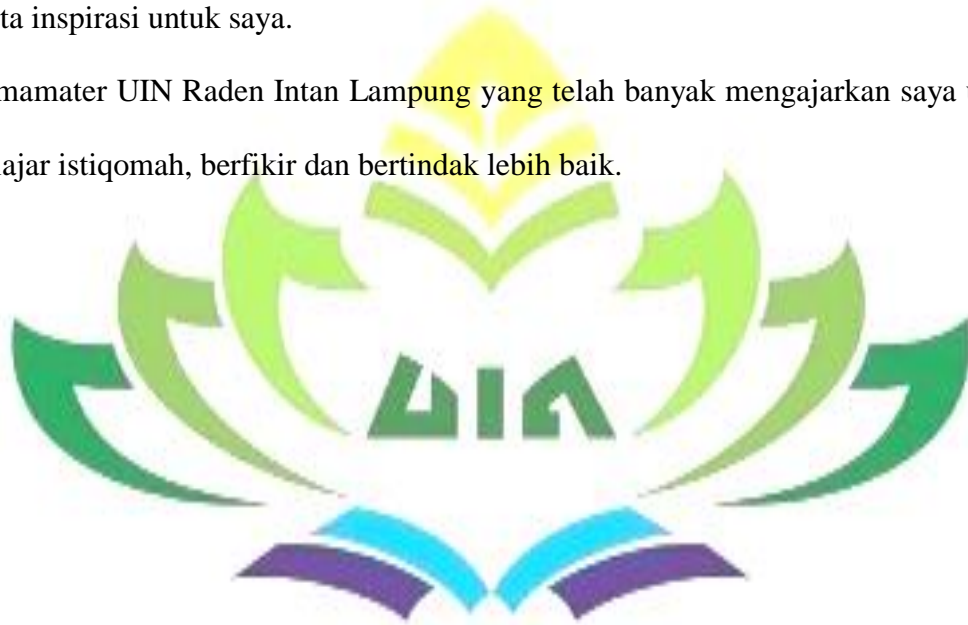 ta inspirasi untuk saya.
mamater UIN Raden Intan Lampung yang telah banyak mengajarkan saya
ajar istiqomah, berfikir dan bertindak lebih baik.
UIN